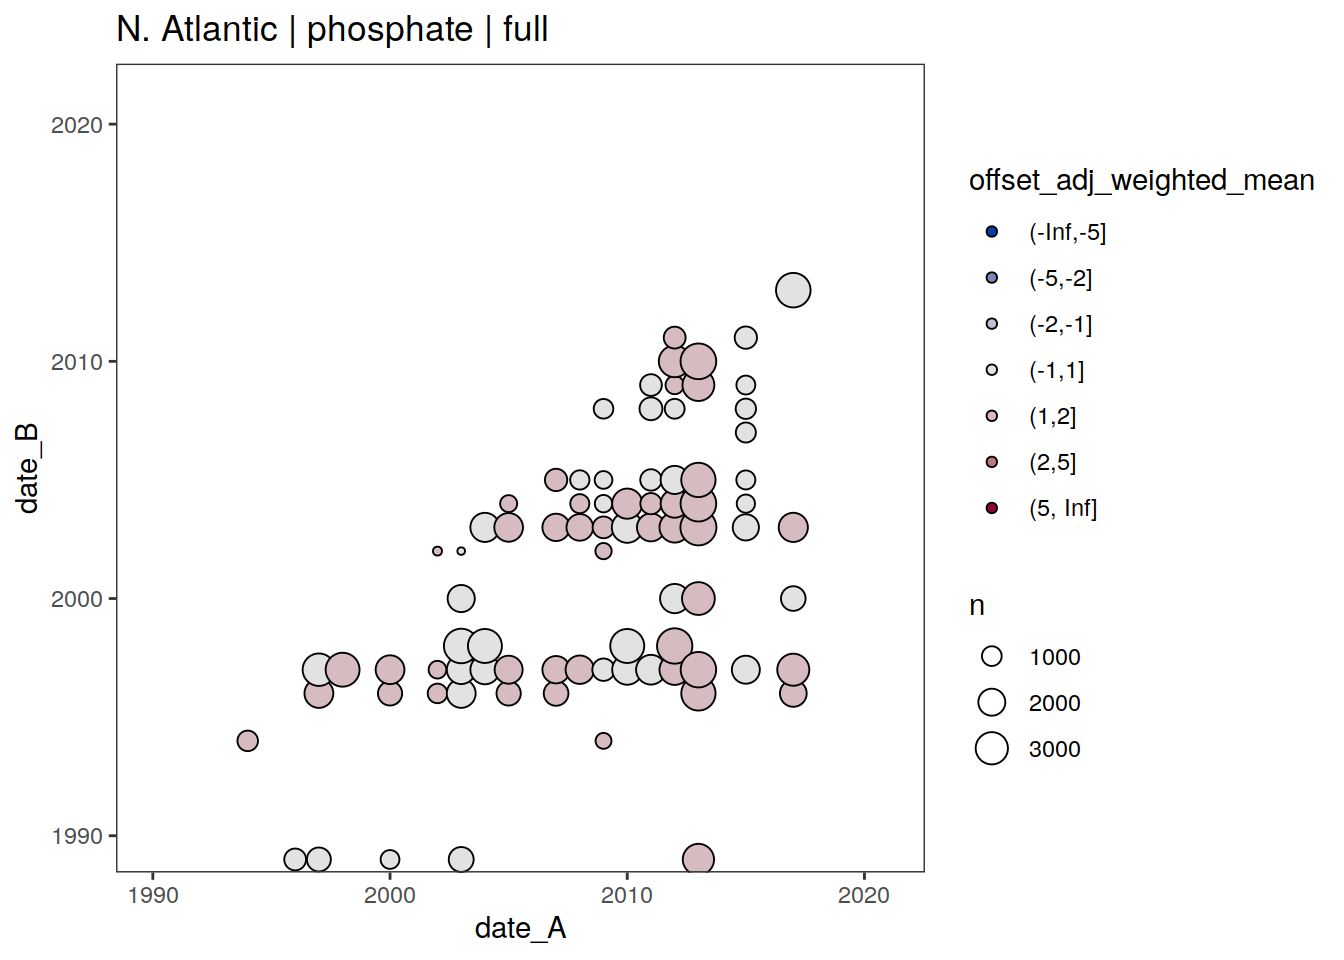 N. Atlantic | phosphate | full
2020
2010
2000
1990
date_B
1990
2000
2010
2020
date_A
offset_adj_weighted_mean
(-Inf,-5]
(-5,-2]
(-2,-1]
(-1,1]
(1,2]
(2,5]
(5, Inf]
n
1000
2000
3000